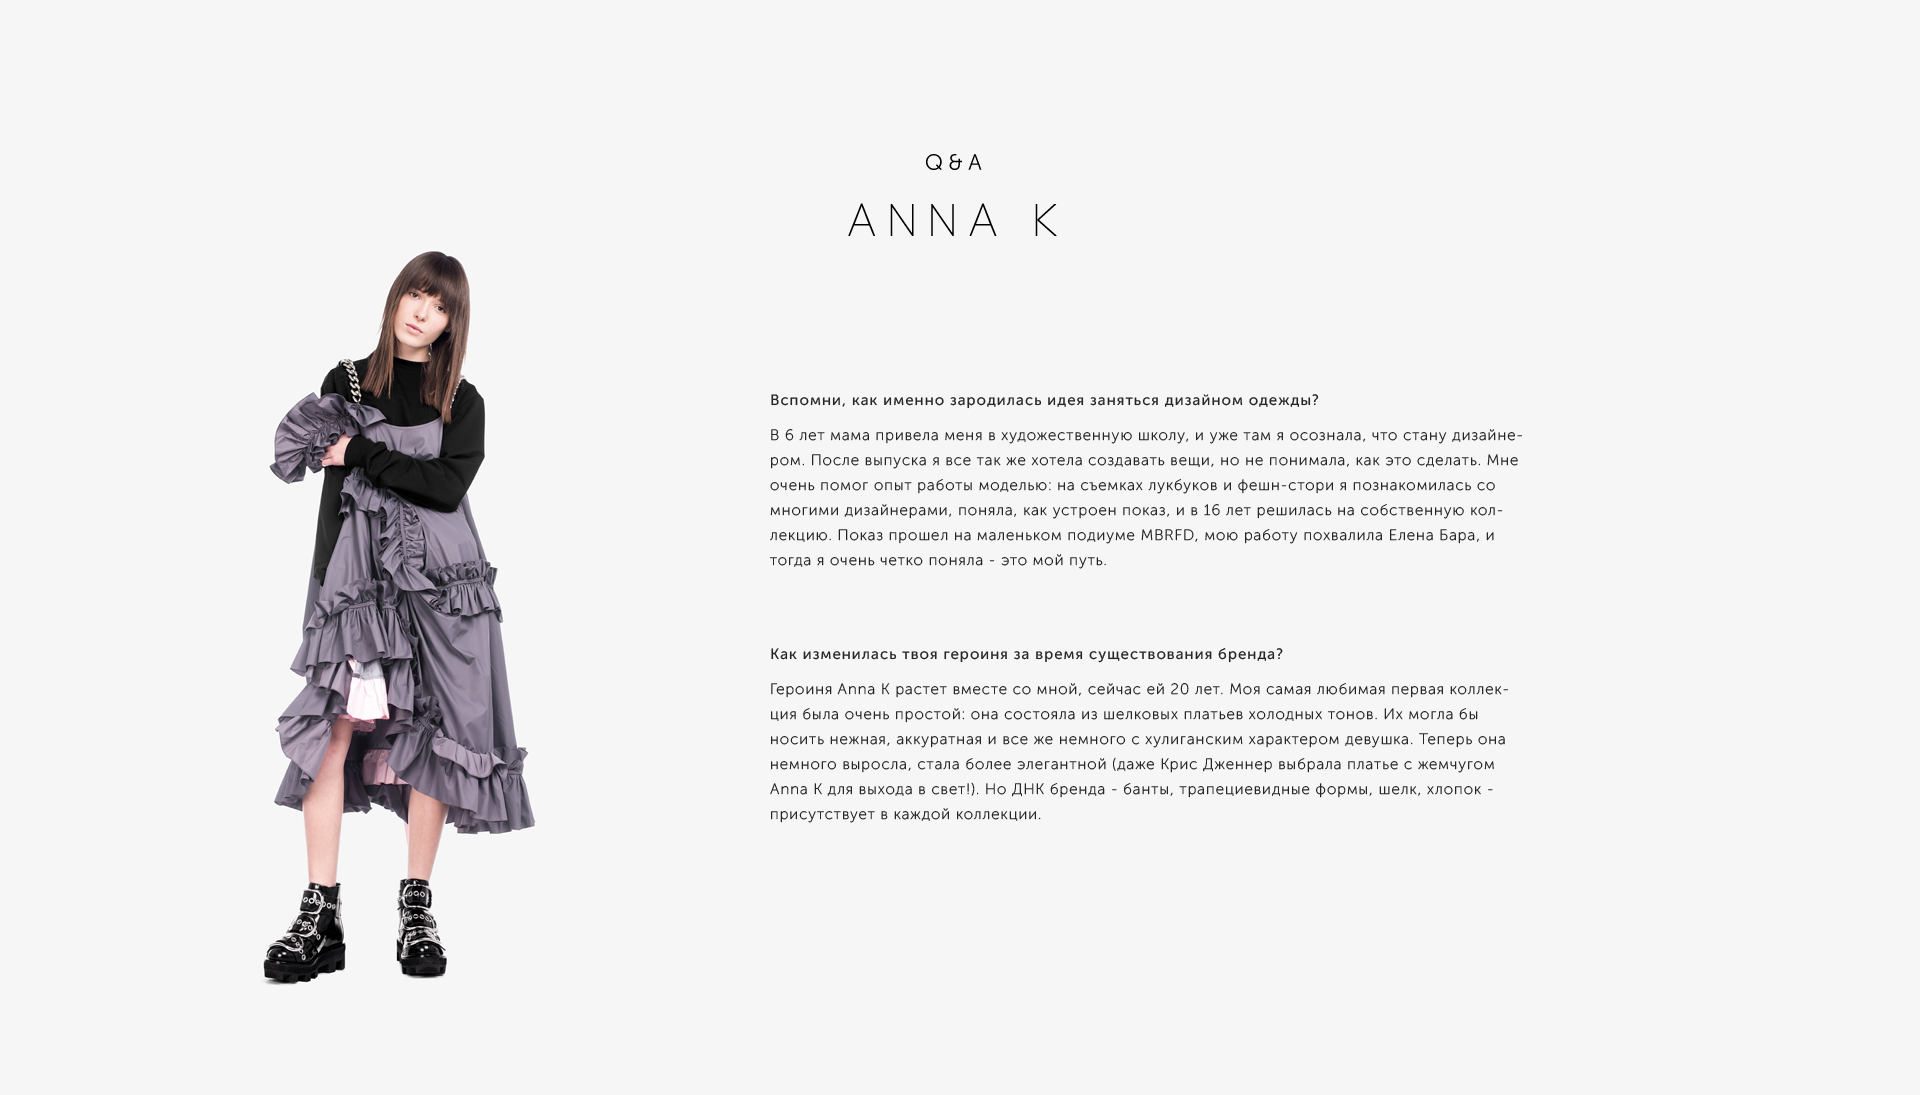 Q&A
ANNA K
Вспомни, как именно зародилась идея заняться дизайном одежды?
В 6 лет мама привела меня в художественную школу, и уже там я осознала, что стану дизайне-
ром. После выпуска я все так же хотела создавать вещи, но не понимала, как это сделать. Мне
очень помог опыт работы моделью: на съемках лукбуков и фешн-стори я познакомилась со
многими дизайнерами, поняла, как устроен показ, и в 16 лет решилась на собственную кол-
лекцию. Показ прошел на маленьком подиуме MBRFD, мою работу похвалила Елена Бара, и
тогда я очень четко поняла - это мой путь.
Как изменилась твоя героиня за время существования бренда?
Героиня Anna K растет вместе со мной, сейчас ей 20 лет. Моя самая любимая первая коллек-
ция была очень простой: она состояла из шелковых платьев холодных тонов. Их могла бы
носить нежная, аккуратная и все же немного с хулиганским характером девушка. Теперь она
немного выросла, стала более элегантной (даже Крис Дженнер выбрала платье с жемчугом
Anna K для выхода в свет!). Но ДНК бренда - банты, трапециевидные формы, шелк, хлопок -
присутствует в каждой коллекции.